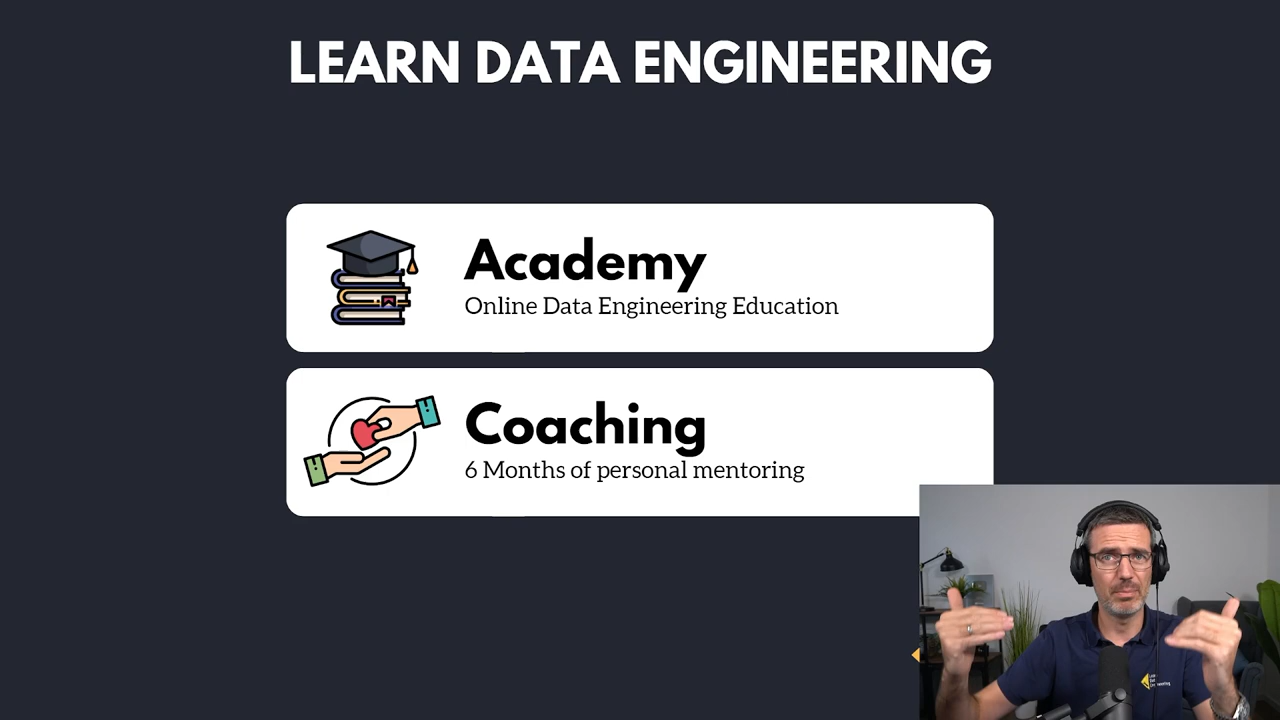 LEARN DATA ENGINEERING
Academy
Online Data Engineering Education
Coaching
6 Months of personal mentoring